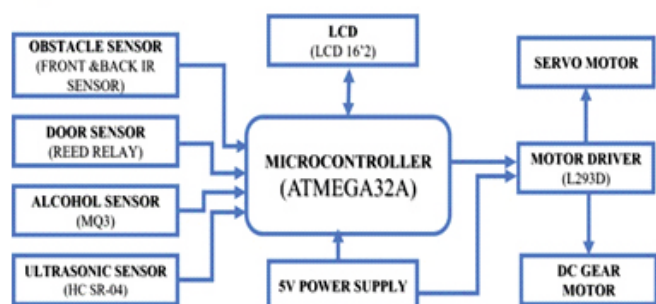 OBSTACLE SENSOR
(FRONT &BACK IR
SENSOR)
DOOR SENSOR
(REED RELAY)
ALCOHOL SENSOR
(MQ3)
ULTRASONIC SENSOR
(HC SR-04)
LCD
(LCD 16'2)
MICROCONTROLLER
(ATMEGA32A)
5V POWER SUPPLY
SERVO MOTOR
MOTOR DRIVER
(L293D)
DC GEAR
MOTOR